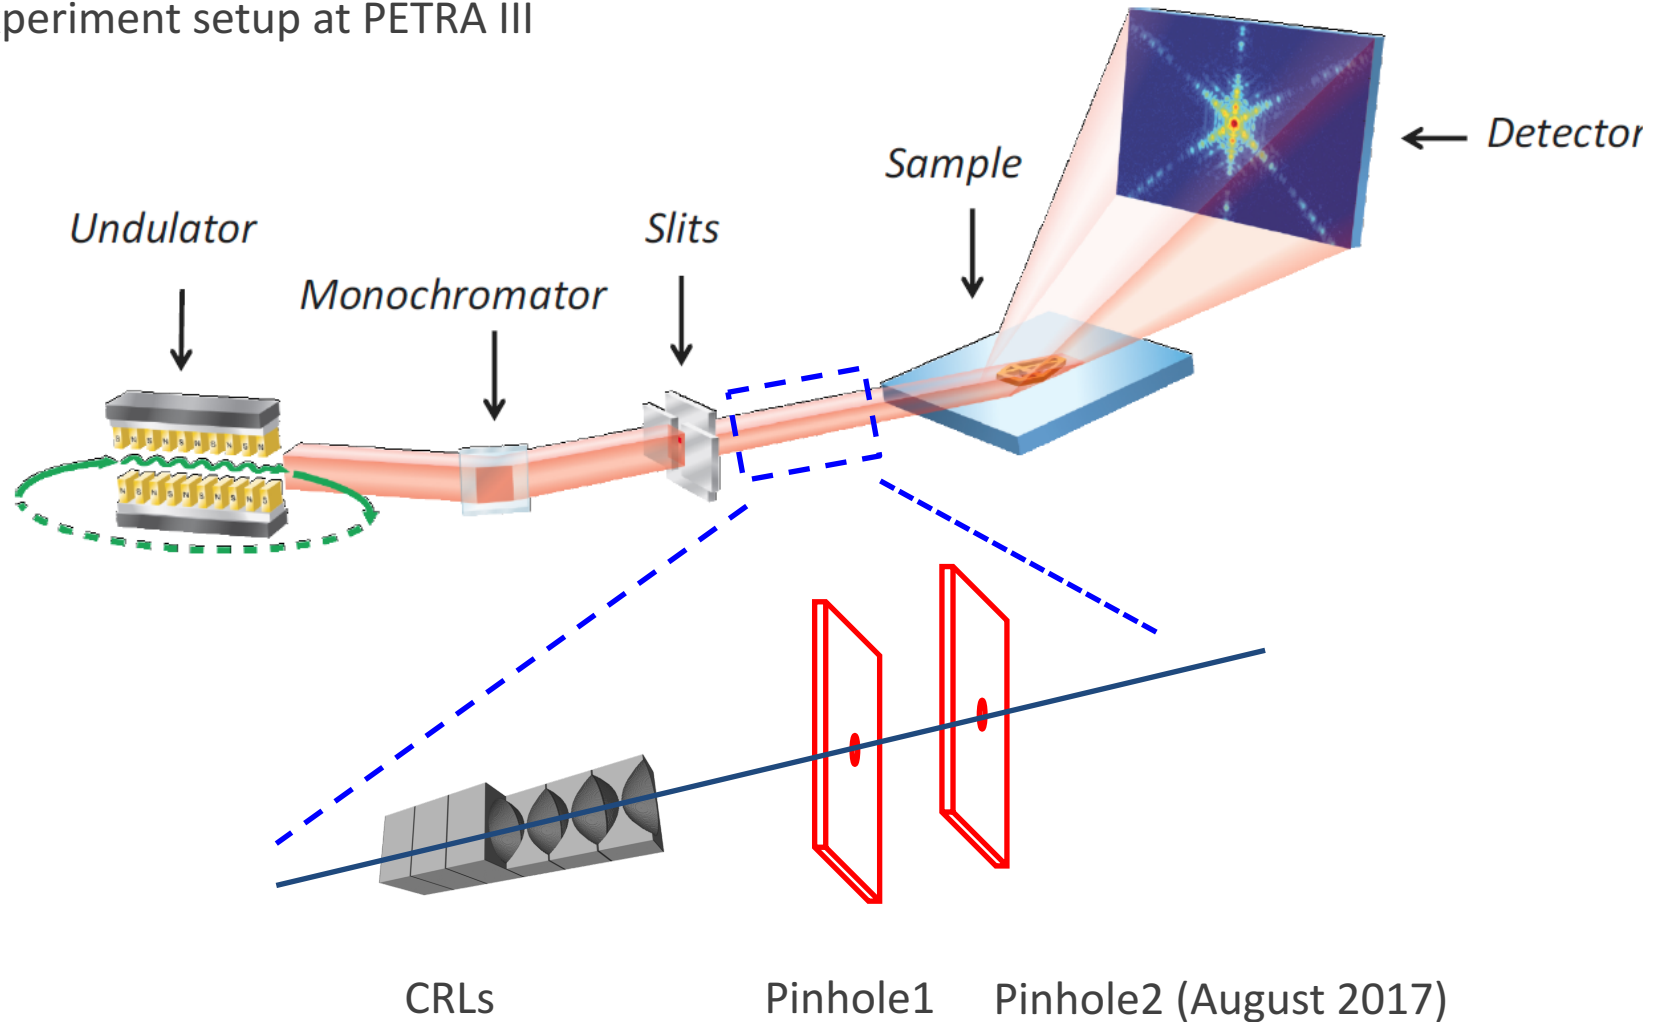 periment setup at PETRA III
Detector
Sample
Undulator
Slits
Monochromator
CRLs
Pinhole1
Pinhole2 (August 2017)